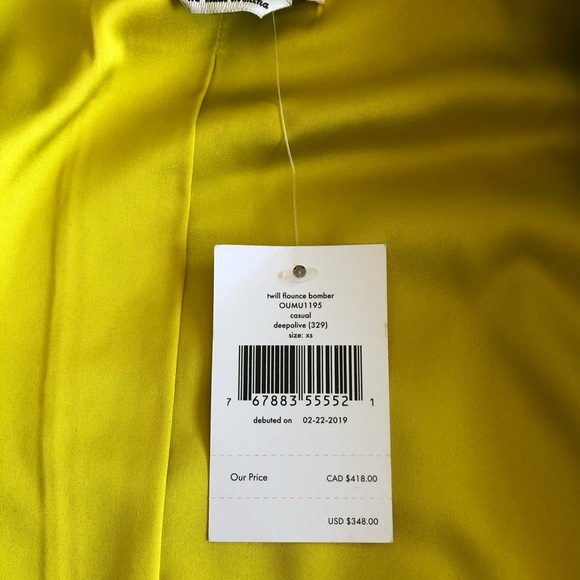 twill flounce bomber
OUMU1195
casual
deepolive (329)
size: xs
7 67883 55552 1
debuted on 02-22-2019
Our Price CAD $418.00
USD $348.00